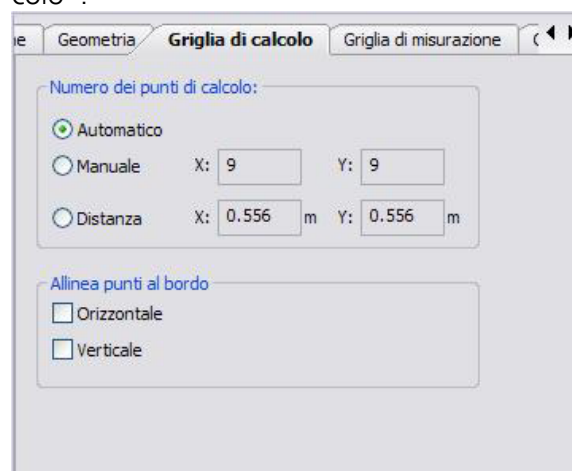 colo".
Geometria Griglia di calcolo Griglia di misurazione
Numero dei punti di calcolo:
Automatico
Manuale X: 9 Y: 9
Distanza X: 0.556 m Y: 0.556 m
Allinea punti al bordo
Orizzontale
Verticale